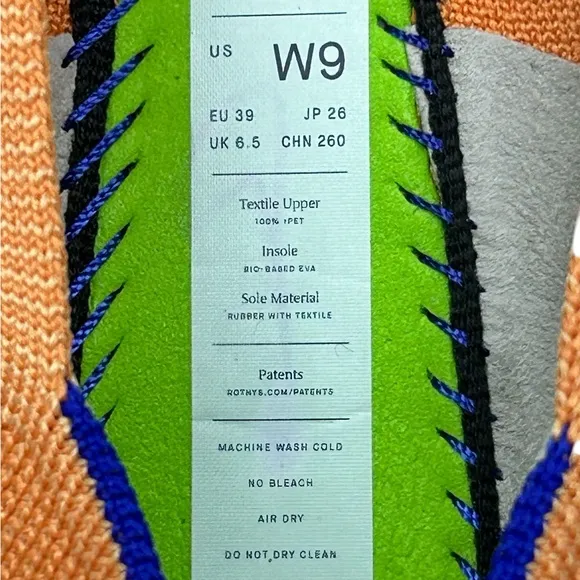 US W9
EU 39 JP 26
UK 6.5 CHN 260
Textile Upper
100% rPET
Insole
BIO-BASED EVA
Sole Material
RUBBER WITH TEXTILE
Patents
ROTHYS.COM/PATENTS
MACHINE WASH COLD
NO BLEACH
AIR DRY
DO NOT DRY CLEAN